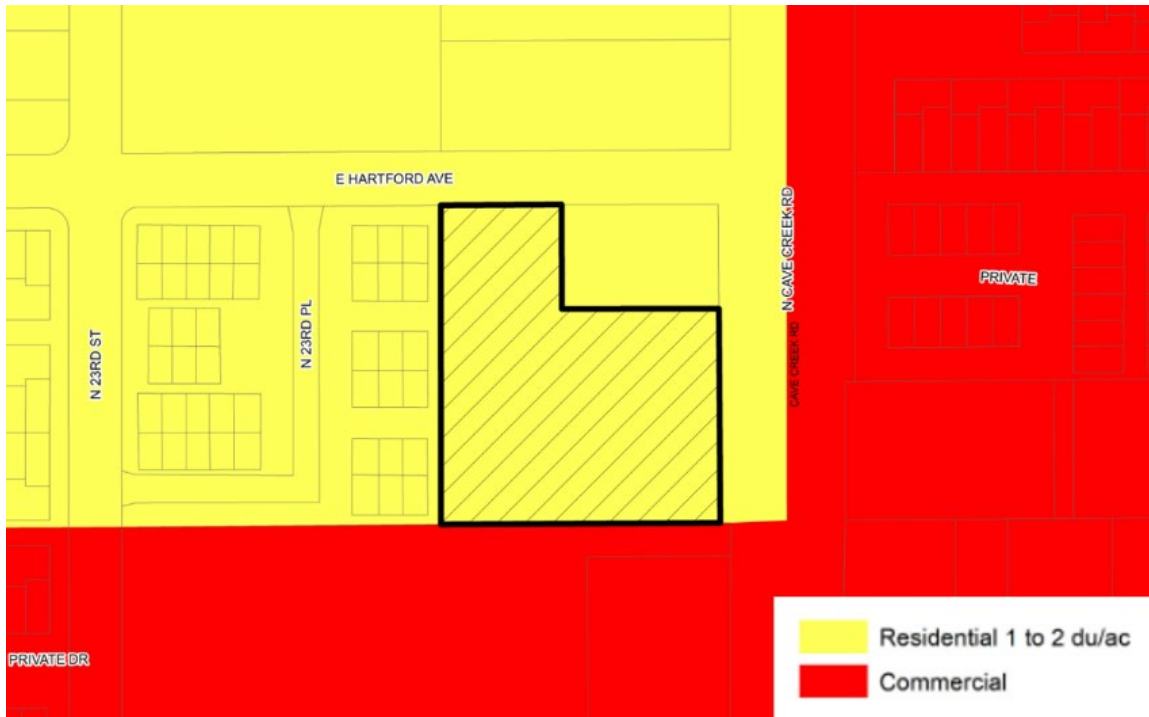 E HARTFORD AVE
N CAVE CREEK RD
PRIVATE
N 23RD PL
CAVE CREEK RD
N 23RD ST
PRIVATE DR
Residential 1 to 2 du/ac
Commercial